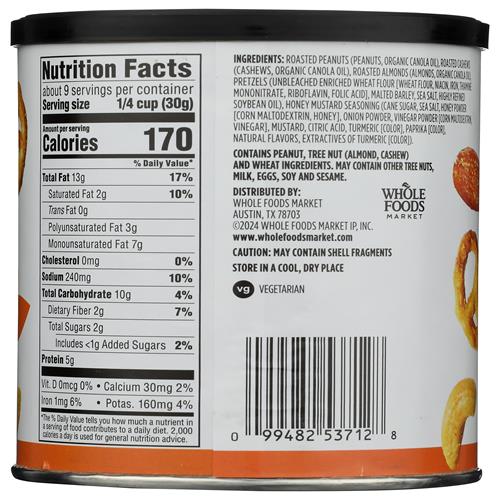 Nutrition Facts
about 9 servings per container
Serving size 1/4 cup (30g)
Amount per serving
Calories 170
% Daily Value*
Total Fat 13g 17%
Saturated Fat 2g 10%
Trans Fat 0g
Polyunsaturated Fat 3g
Monounsaturated Fat 7g
Cholesterol 0mg 0%
Sodium 240mg 10%
Total Carbohydrate 10g 4%
Dietary Fiber 2g 7%
Total Sugars 2g
Includes <1g Added Sugars 2%
Protein 5g
Vit. D 0mcg 0% • Calcium 30mg 2%
Iron 1mg 6% • Potas. 160mg 4%
*The % Daily Value tells you how much a nutrient in
a serving of food contributes to a daily diet. 2,000
calories a day is used for general nutrition advice.
INGREDIENTS: ROASTED PEANUTS (PEANUTS, ORGANIC CANOLA OIL), ROASTED CASHEWS
(CASHEWS, ORGANIC CANOLA OIL), ROASTED ALMONDS (ALMONDS, ORGANIC CANOLA OIL),
PRETZELS (UNBLEACHED ENRICHED WHEAT FLOUR [WHEAT FLOUR, NIACIN, IRON, THIAMINE
MONONITRATE, RIBOFLAVIN, FOLIC ACID], MALTED BARLEY, SEA SALT, HIGHLY REFINED
SOYBEAN OIL), HONEY MUSTARD SEASONING (CANE SUGAR, SEA SALT, HONEY POWDER
[CORN MALTODEXTRIN, HONEY], ONION POWDER, VINEGAR POWDER [CORN MALTODEXTRIN,
VINEGAR], MUSTARD, CITRIC ACID, TURMERIC [COLOR], PAPRIKA [COLOR],
NATURAL FLAVORS, EXTRACTIVES OF TURMERIC [COLOR]).
CONTAINS PEANUT, TREE NUT (ALMOND, CASHEW)
AND WHEAT INGREDIENTS. MAY CONTAIN OTHER TREE NUTS,
MILK, EGGS, SOY AND SESAME.
DISTRIBUTED BY:
WHOLE FOODS MARKET
AUSTIN, TX 78703
©2024 WHOLE FOODS MARKET IP, INC.
www.wholefoodsmarket.com
WHOLE
FOODS
MARKET
CAUTION: MAY CONTAIN SHELL FRAGMENTS
STORE IN A COOL, DRY PLACE
vg VEGETARIAN
0 99482 53712 8